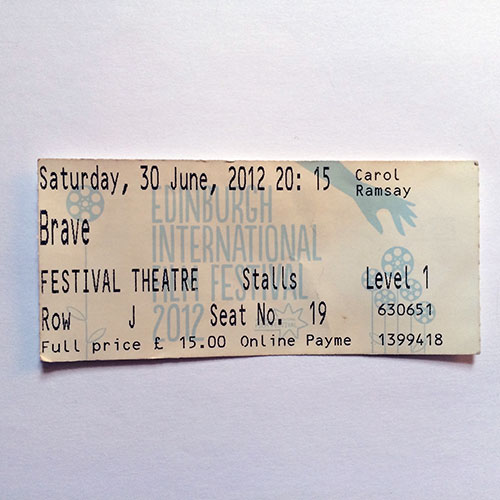 Saturday, 30 June, 2012 20: 15
Carol
Ramsay
EDINBURGH
INTERNATIONAL
FILM FESTIVAL
2012
Brave
FESTIVAL THEATRE Stalls Level 1
Row J Seat No. 19 630651
Full price £ 15.00 Online Payme 1399418